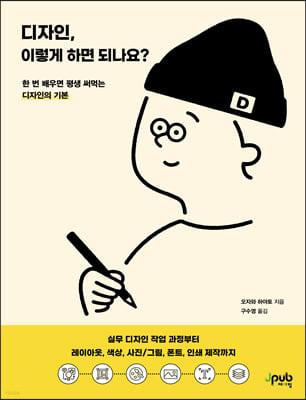 디자인,
이렇게 하면 되나요?
한 번 배우면 평생 써먹는
디자인의 기본
D
오자와 하야토 지음
구수영 옮김
실무 디자인 작업 과정부터
레이아웃, 색상, 사진/그림, 폰트, 인쇄 제작까지
T
Jpub
제이펍